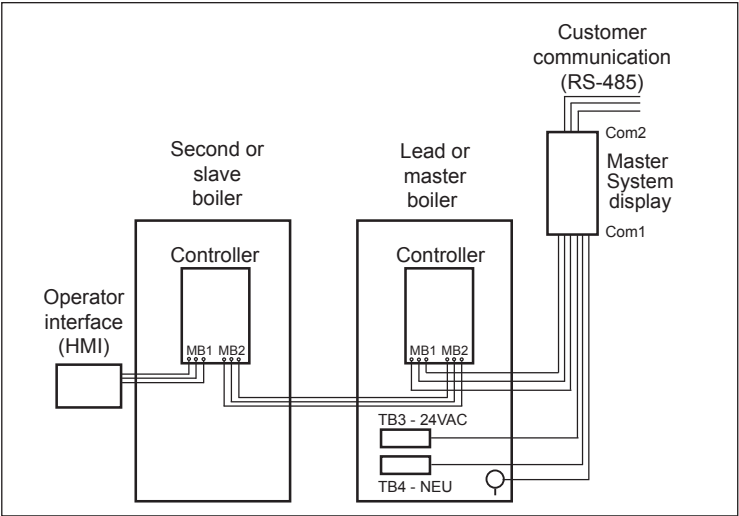 Customer
communication
(RS-485)
Com2
Master
System
display
Com1
Second or
slave
boiler
Lead or
master
boiler
Controller
Controller
Operator
interface
(HMI)
MB1 MB2
MB1 MB2
TB3 - 24VAC
TB4 - NEU